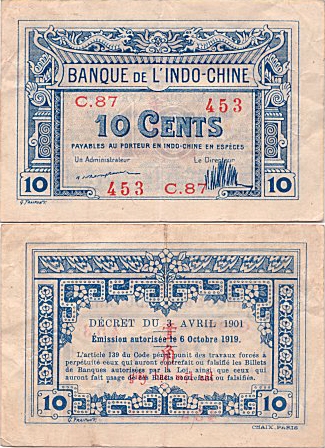 BANQUE DE L'INDO-CHINE
C.87 453
10 CENTS
PAYABLES AU PORTEUR EN INDO-CHINE EN ESPÈCES
Un Administrateur Le Directeur
453 C.87
10 10
DÉCRET DU 3 AVRIL 1901
Émission autorisée le 6 Octobre 1919.
L'article 139 du Code pénal punit des travaux forcés à
perpétuité ceux qui auront contrefait ou falsifié les Billets
de Banques autorisées par la Loi, ainsi que ceux qui
auront fait usage de ces Billets contrefaits ou falsifiés.
10 10
CHAIX, PARIS